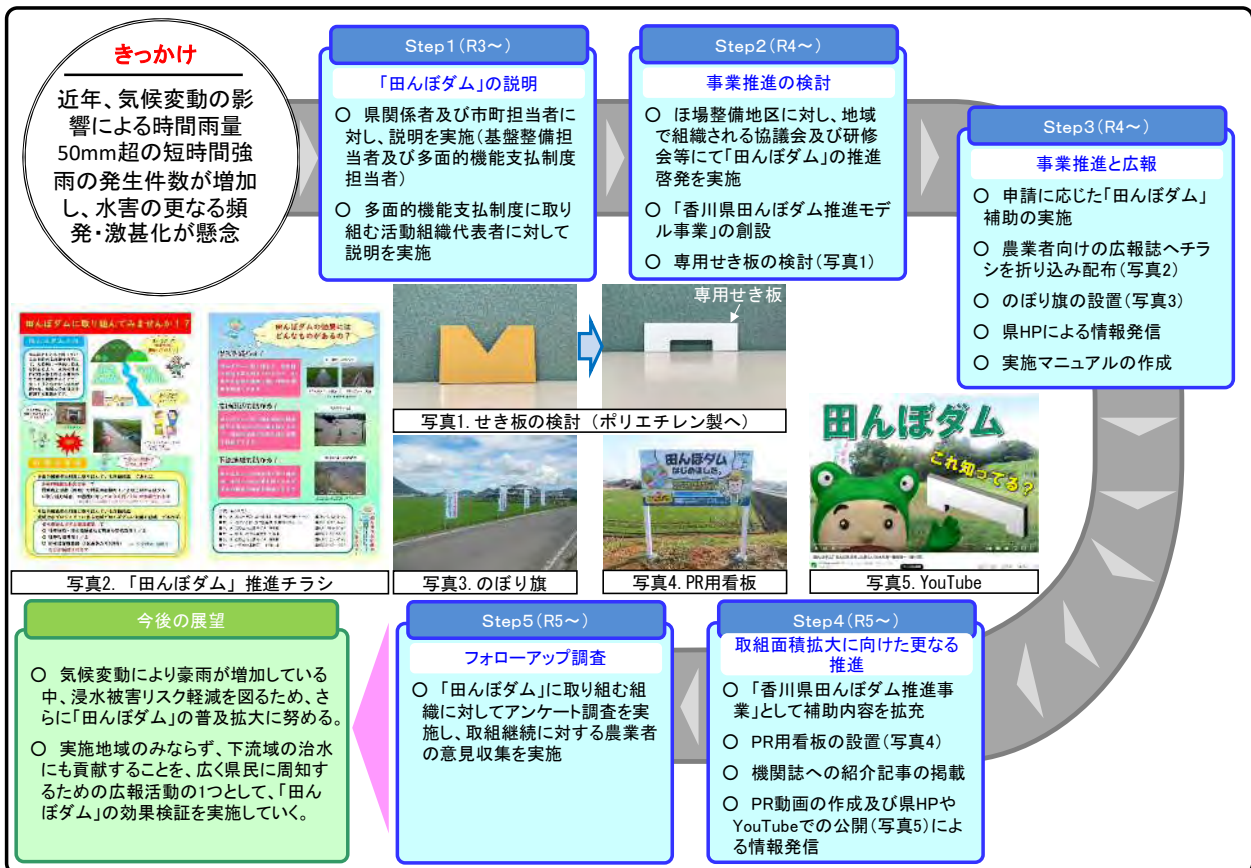 きっかけ
近年、気候変動の影
響による時間雨量
50mm超の短時間強
雨の発生件数が増加
し、水害の更なる頻
発・激甚化が懸念
Step1(R3～)
「田んぼダム」の説明
○ 県関係者及び市町担当者に
対し、説明を実施(基盤整備担
当者及び多面的機能支払制度
担当者)
○ 多面的機能支払制度に取り
組む活動組織代表者に対して
説明を実施
Step2(R4～)
事業推進の検討
○ ほ場整備地区に対し、地域
で組織される協議会及び研修
会等にて「田んぼダム」の推進
啓発を実施
○ 「香川県田んぼダム推進モデ
ル事業」の創設
○ 専用せき板の検討(写真1)
Step3(R4～)
事業推進と広報
○ 申請に応じた「田んぼダム」
補助の実施
○ 農業者向けの広報誌へチラ
シを折り込み配布(写真2)
○ のぼり旗の設置(写真3)
○ 県HPによる情報発信
○ 実施マニュアルの作成
田んぼダムに取り組んでみませんか！？
田んぼダムの効果には
どんなものがあるの？
写真2. 「田んぼダム」推進チラシ
専用せき板
写真1. せき板の検討 (ポリエチレン製へ)
写真3. のぼり旗
田んぼダム
はじめました。
写真4. PR用看板
田んぼダム
これ知ってる？
写真5. YouTube
Step4(R5～)
取組面積拡大に向けた更なる
推進
○ 「香川県田んぼダム推進事
業」として補助内容を拡充
○ PR用看板の設置(写真4)
○ 機関誌への紹介記事の掲載
○ PR動画の作成及び県HPや
YouTubeでの公開(写真5)によ
る情報発信
Step5(R5～)
フォローアップ調査
○ 「田んぼダム」に取り組む組
織に対してアンケート調査を実
施し、取組継続に対する農業者
の意見収集を実施
今後の展望
○ 気候変動により豪雨が増加している
中、浸水被害リスク軽減を図るため、さ
らに「田んぼダム」の普及拡大に努める。
○ 実施地域のみならず、下流域の治水
にも貢献することを、広く県民に周知す
るための広報活動の1つとして、「田ん
ぼダム」の効果検証を実施していく。